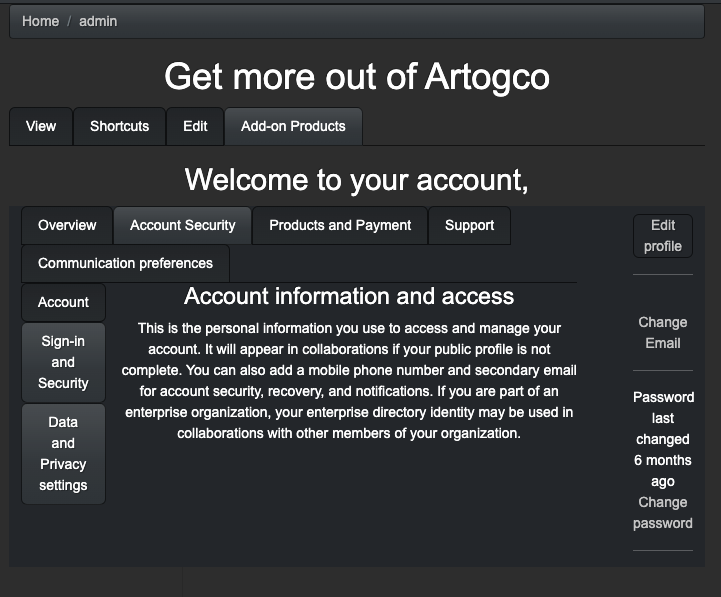 Home / admin
Get more out of Artogco
View Shortcuts Edit Add-on Products
Welcome to your account,
Overview Account Security Products and Payment Support
Communication preferences
Account
Sign-in
and
Security
Data
and
Privacy
settings
Account information and access
This is the personal information you use to access and manage your
account. It will appear in collaborations if your public profile is not
complete. You can also add a mobile phone number and secondary email
for account security, recovery, and notifications. If you are part of an
enterprise organization, your enterprise directory identity may be used in
collaborations with other members of your organization.
Edit
profile
Change
Email
Password
last
changed
6 months
ago
Change
password